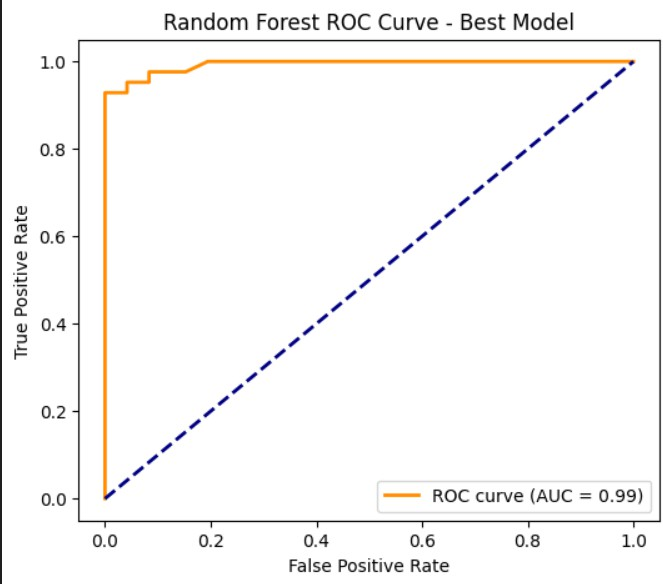 Random Forest ROC Curve - Best Model
True Positive Rate
1.0
0.8
0.6
0.4
0.2
0.0
ROC curve (AUC = 0.99)
0.0 0.2 0.4 0.6 0.8 1.0
False Positive Rate